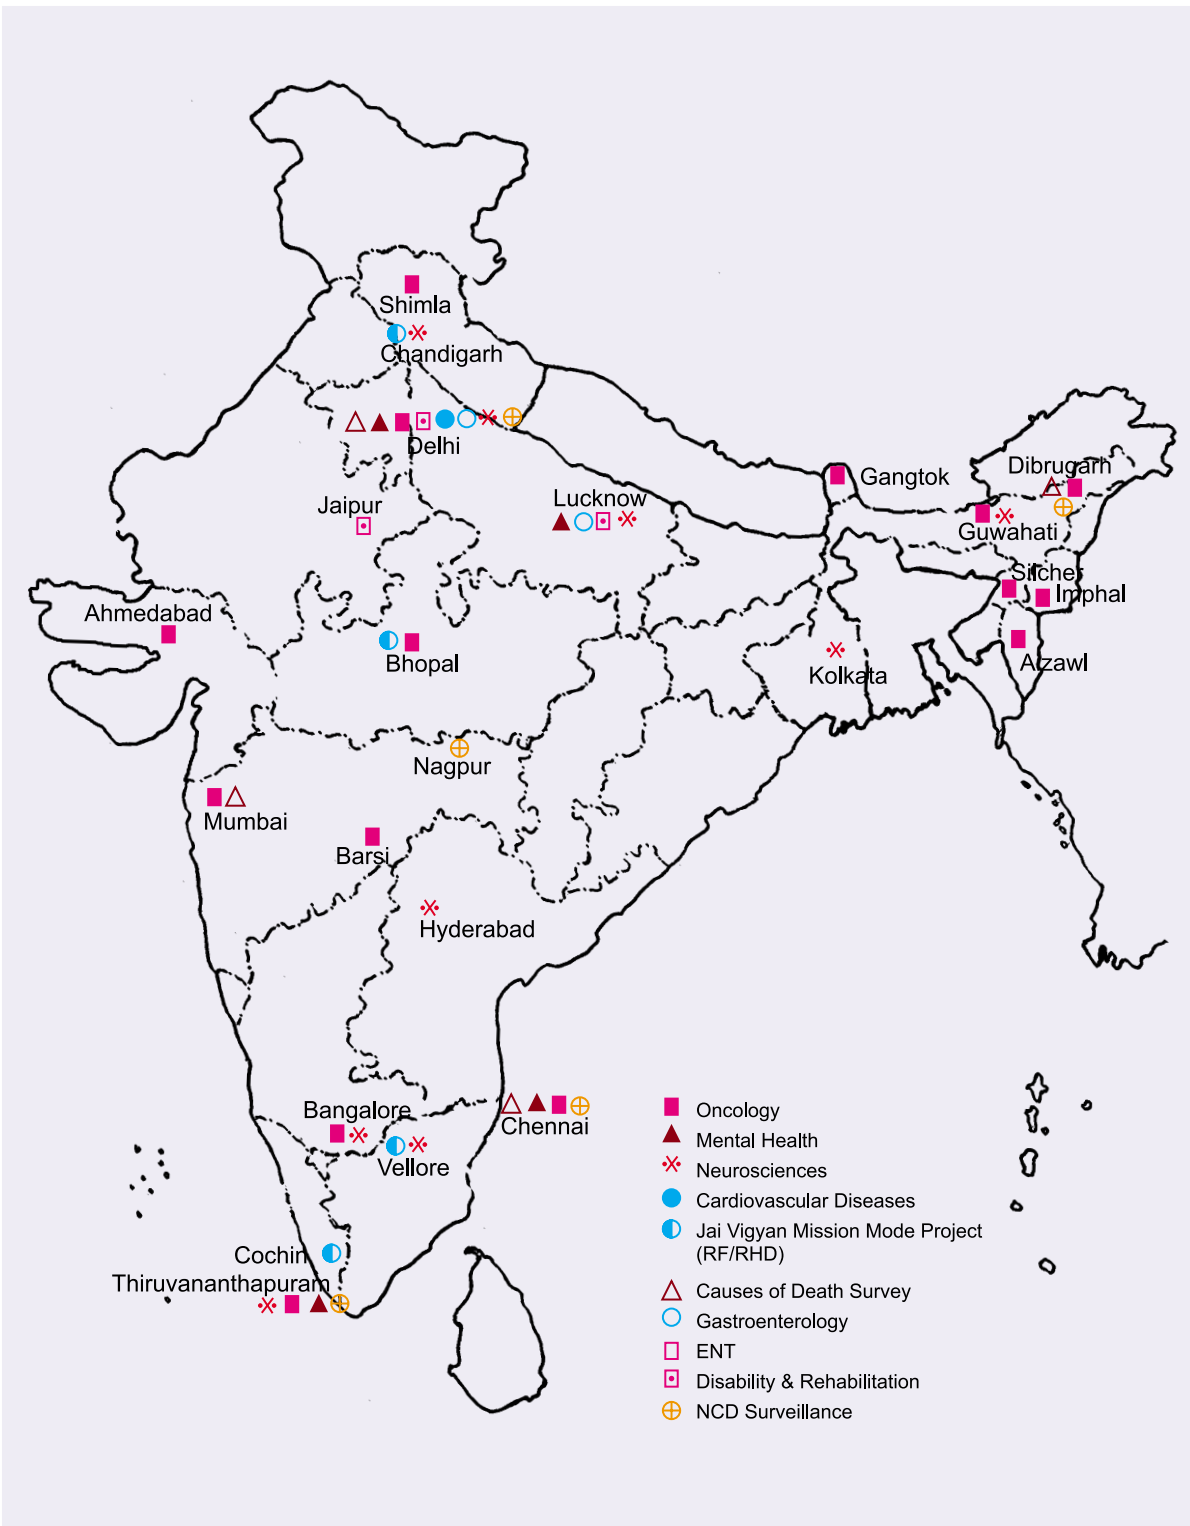 Shimla
Chandigarh
Delhi
Gangtok
Dibrugarh
Jaipur
Lucknow
Guwahati
Silcher
Imphal
Ahmedabad
Bhopal
Kolkata
Aizawl
Nagpur
Mumbai
Barsi
Hyderabad
Bangalore
Chennai
Vellore
Cochin
Thiruvananthapuram
Oncology
Mental Health
Neurosciences
Cardiovascular Diseases
Jai Vigyan Mission Mode Project
(RF/RHD)
Causes of Death Survey
Gastroenterology
ENT
Disability & Rehabilitation
NCD Surveillance